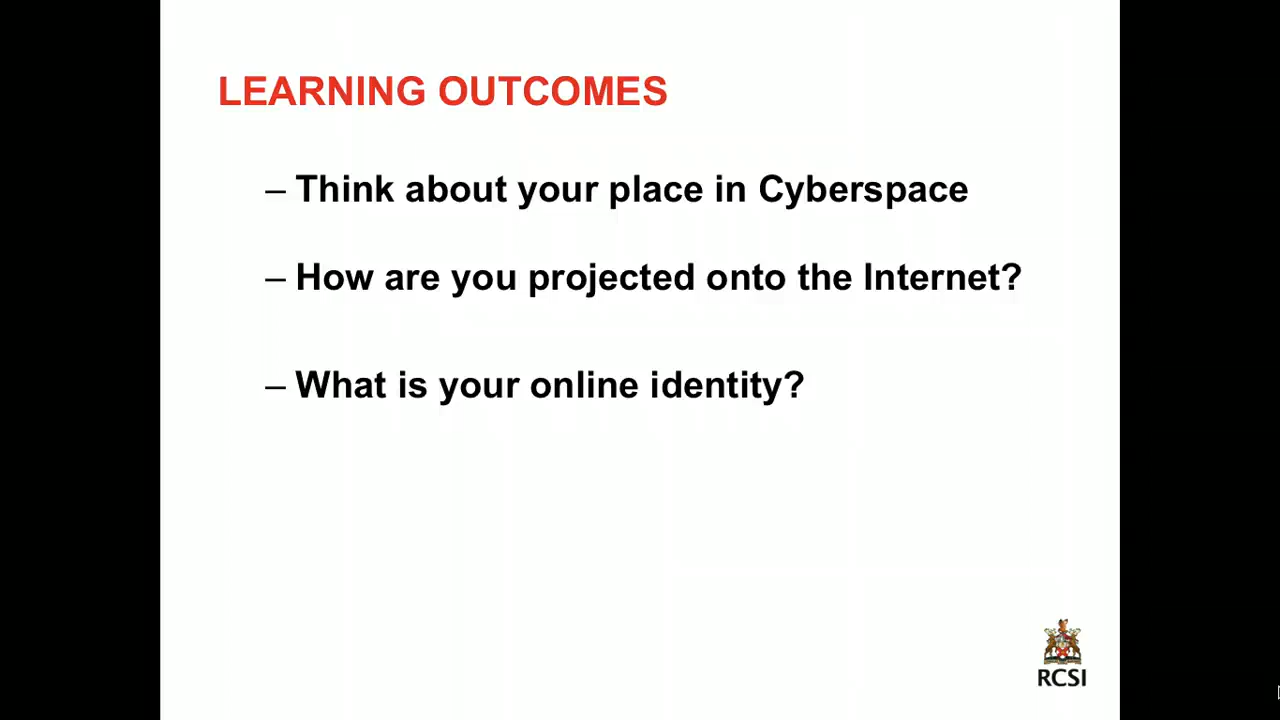 LEARNING OUTCOMES
– Think about your place in Cyberspace
– How are you projected onto the Internet?
– What is your online identity?
RCSI